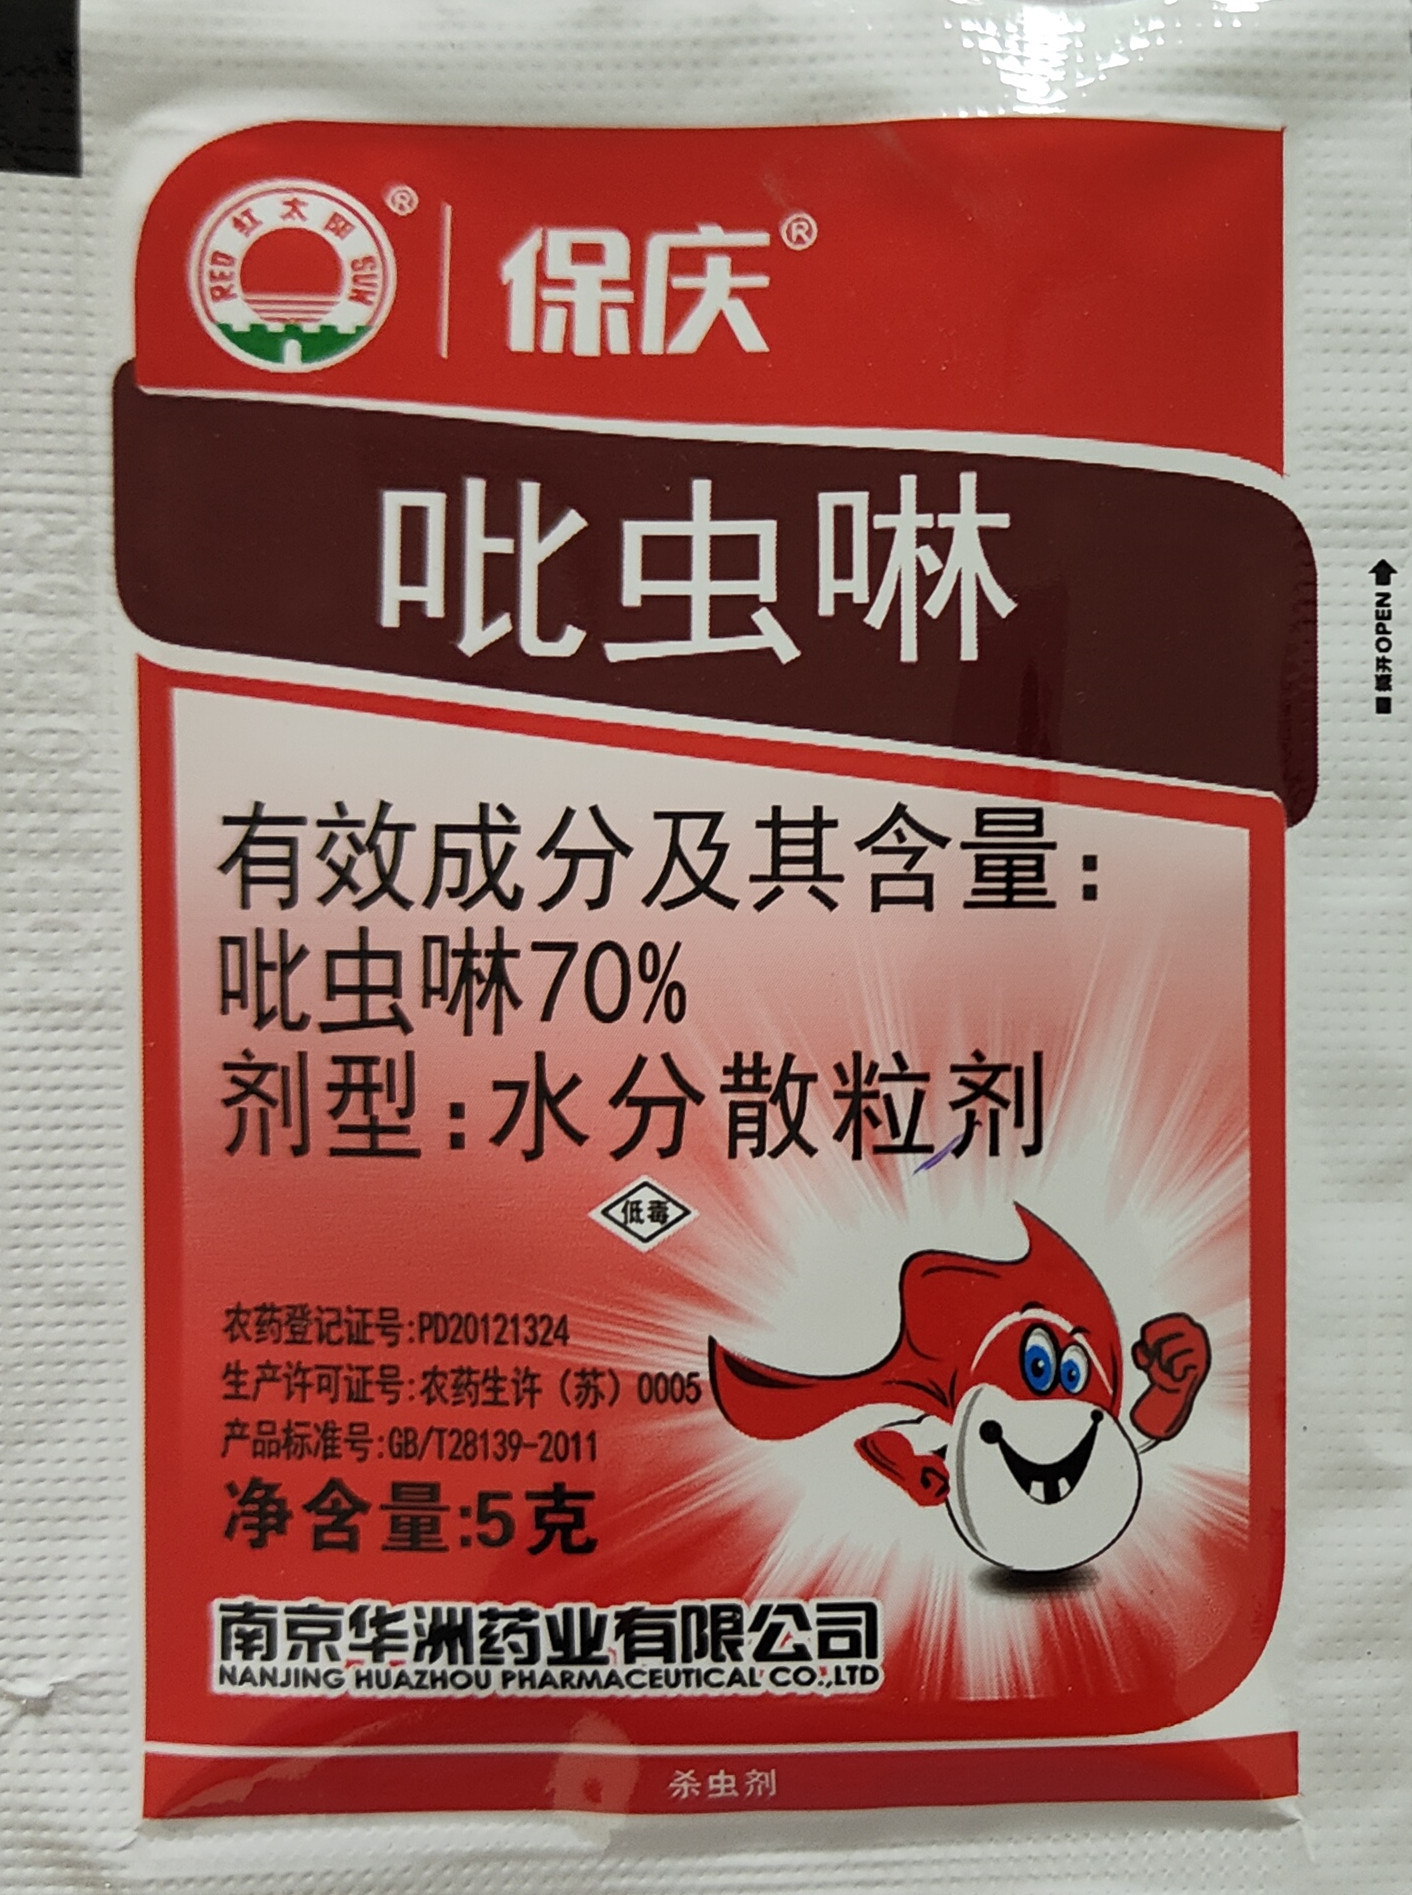 RED 红太阳 SUN ®
保庆®
吡虫啉
有效成分及其含量:
吡虫啉70%
剂型:水分散粒剂
低毒
农药登记证号:PD20121324
生产许可证号:农药生许（苏）0005
产品标准号:GB/T28139-2011
净含量:5克
南京华洲药业有限公司
NANJING HUAZHOU PHARMACEUTICAL CO.,LTD
杀虫剂
撕开OPEN